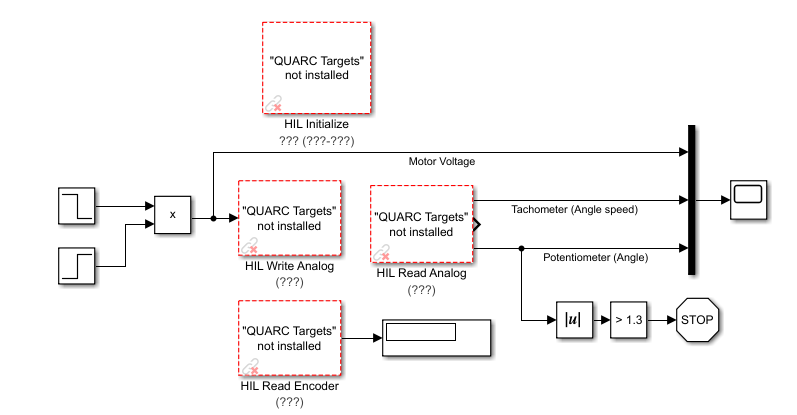 "QUARC Targets"
not installed
HIL Initialize
??? (???-???)
Motor Voltage
x
"QUARC Targets"
not installed
HIL Write Analog
(???)
"QUARC Targets"
not installed
HIL Read Analog
(???)
Tachometer (Angle speed)
Potentiometer (Angle)
|u|
> 1.3
STOP
"QUARC Targets"
not installed
HIL Read Encoder
(???)